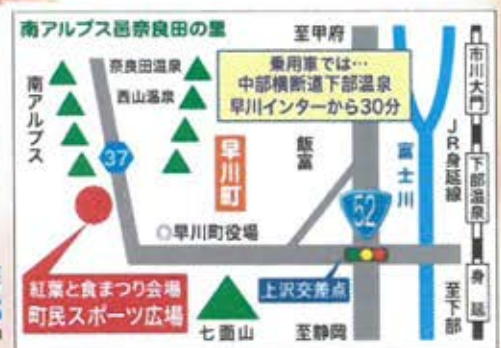 南アルプス邑奈良田の里
至甲府
奈良田温泉
西山温泉
南アルプス
乗用車では…
中部横断道下部温泉
早川インターから30分
37
早川町
飯富
52
富士川
JR身延線
市川大門
下部温泉
身延
早川町役場
上沢交差点
紅葉と食まつり会場
町民スポーツ広場
七面山
至静岡
至下部